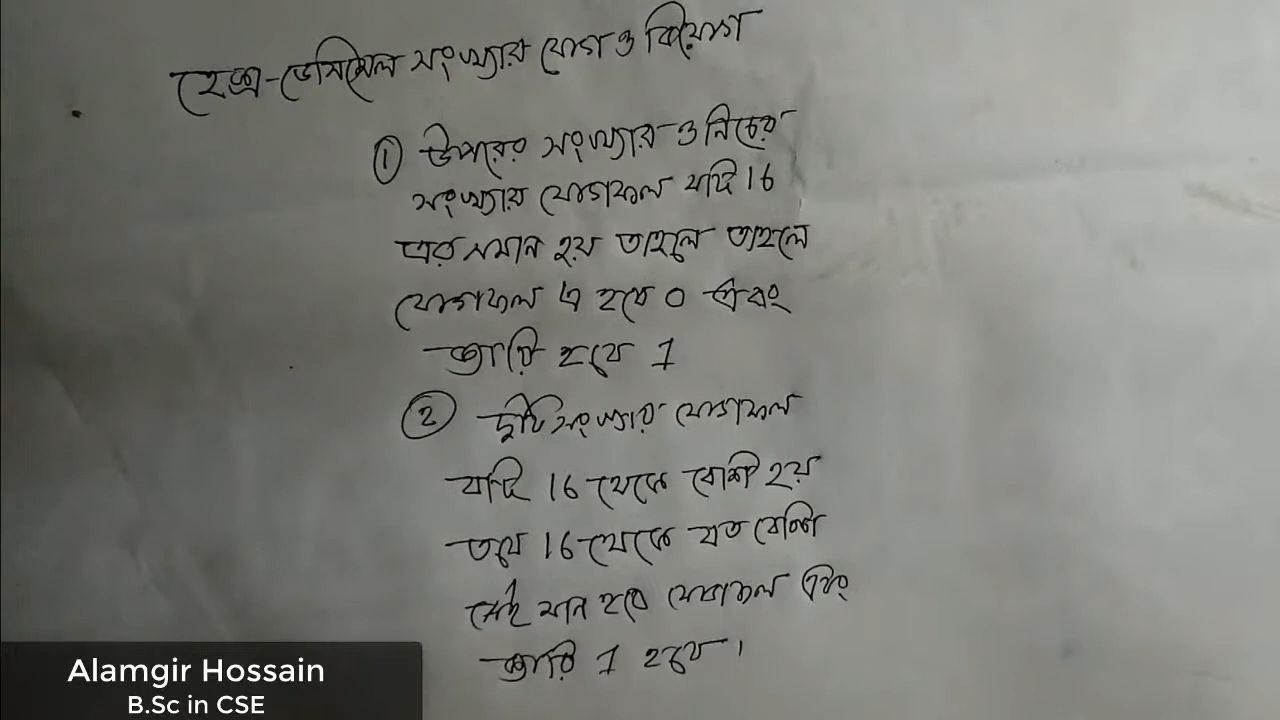 হেক্সা-ডেসিমেল সংখ্যার যোগ ও বিয়োগ
① উপরের সংখ্যার ও নিচের
সংখ্যার যোগফল যদি 16
এর সমান হয় তাহলে তাহলে
যোগফল এ হবে 0 এবং
ক্যারি হবে 1
② দুটি সংখ্যার যোগফল
যদি 16 থেকে বেশি হয়
তবে 16 থেকে যত বেশি
সেই মান হবে যোগফল এবং
ক্যারি 1 হবে।
Alamgir Hossain
B.Sc in CSE